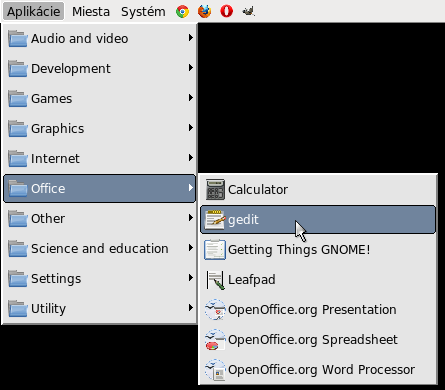 Aplikácie Miesta Systém
Audio and video
Development
Games
Graphics
Internet
Office
Other
Science and education
Settings
Utility
Calculator
gedit
Getting Things GNOME!
Leafpad
OpenOffice.org Presentation
OpenOffice.org Spreadsheet
OpenOffice.org Word Processor